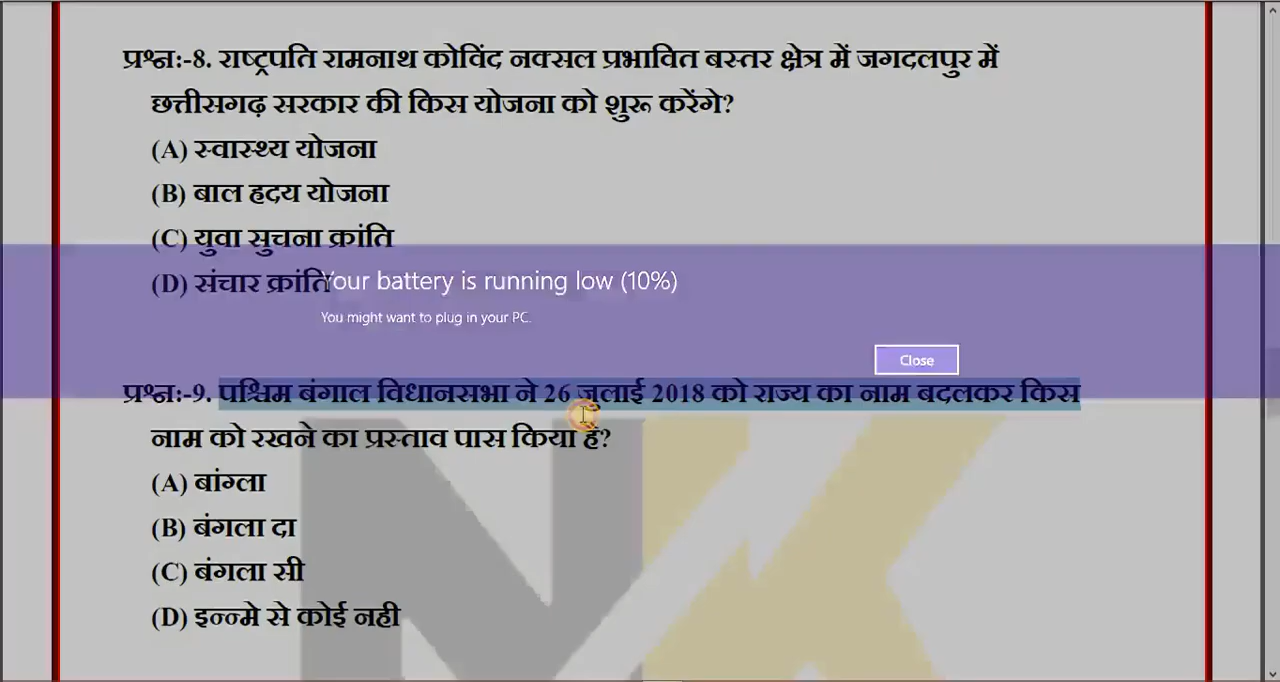 प्रश्न:-8. राष्ट्रपति रामनाथ कोविंद नक्सल प्रभावित बस्तर क्षेत्र में जगदलपुर में
छत्तीसगढ़ सरकार की किस योजना को शुरू करेंगे?
(A) स्वास्थ्य योजना
(B) बाल हृदय योजना
(C) युवा सुचना क्रांति
(D) संचार क्रांति
Your battery is running low (10%)
You might want to plug in your PC.
Close
प्रश्न:-9. पश्चिम बंगाल विधानसभा ने 26 जुलाई 2018 को राज्य का नाम बदलकर किस
नाम को रखने का प्रस्ताव पास किया है?
(A) बांग्ला
(B) बंगला दा
(C) बंगला सी
(D) इन्न्मे से कोई नही
NK